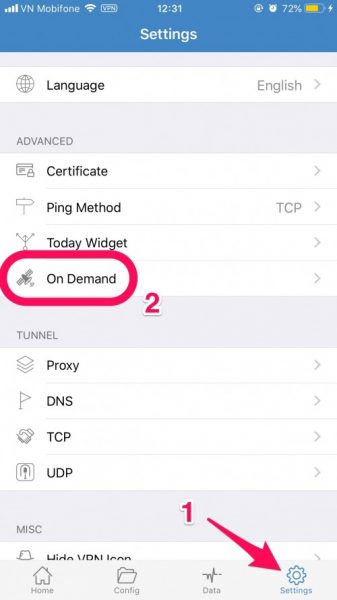 VN Mobifone VPN 12:31 72%
Settings
Language English
ADVANCED
Certificate
Ping Method TCP
Today Widget
On Demand
2
TUNNEL
Proxy
DNS
TCP
UDP
1
MISC
Hide VPN Icon
Home Config Data Settings